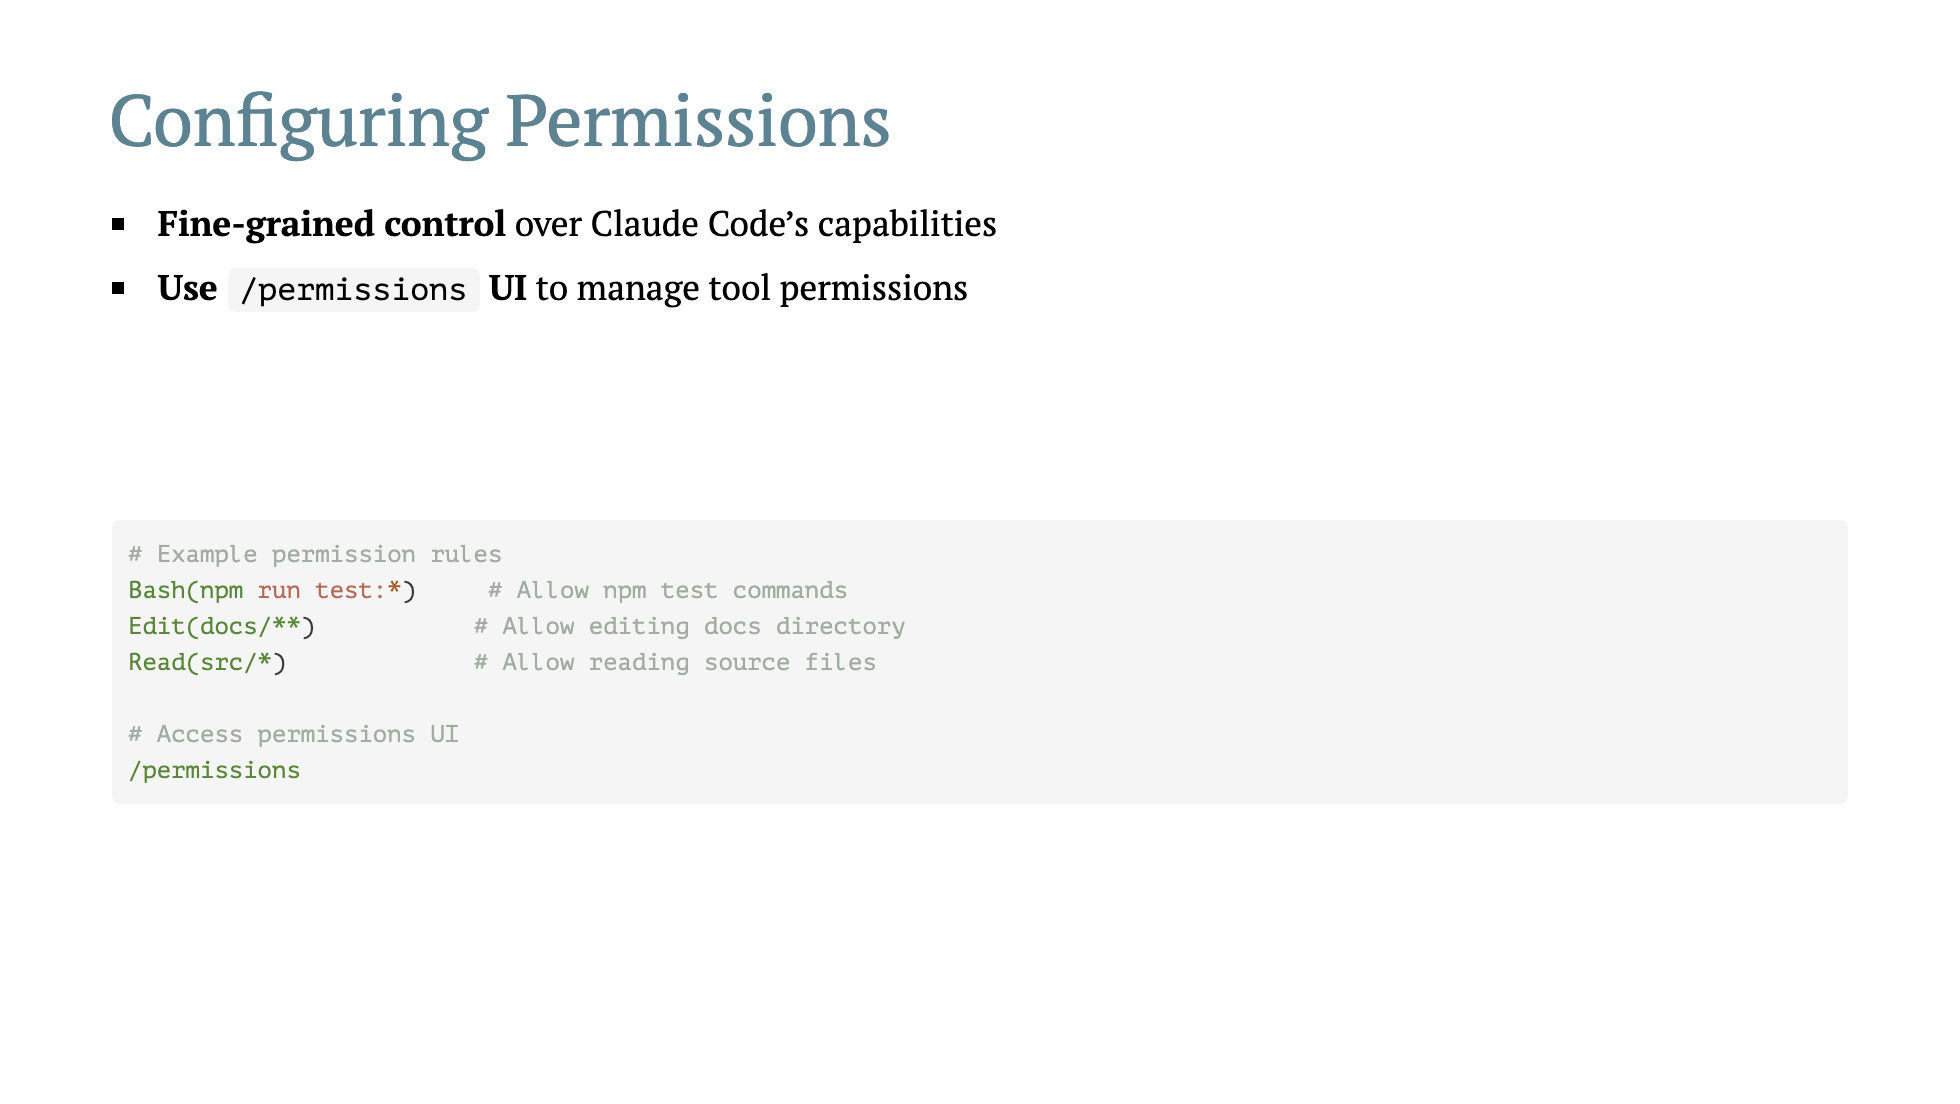 Configuring Permissions
▪ Fine-grained control over Claude Code’s capabilities
▪ Use /permissions UI to manage tool permissions
# Example permission rules
Bash(npm run test:*)     # Allow npm test commands
Edit(docs/**)           # Allow editing docs directory
Read(src/*)             # Allow reading source files
# Access permissions UI
/permissions